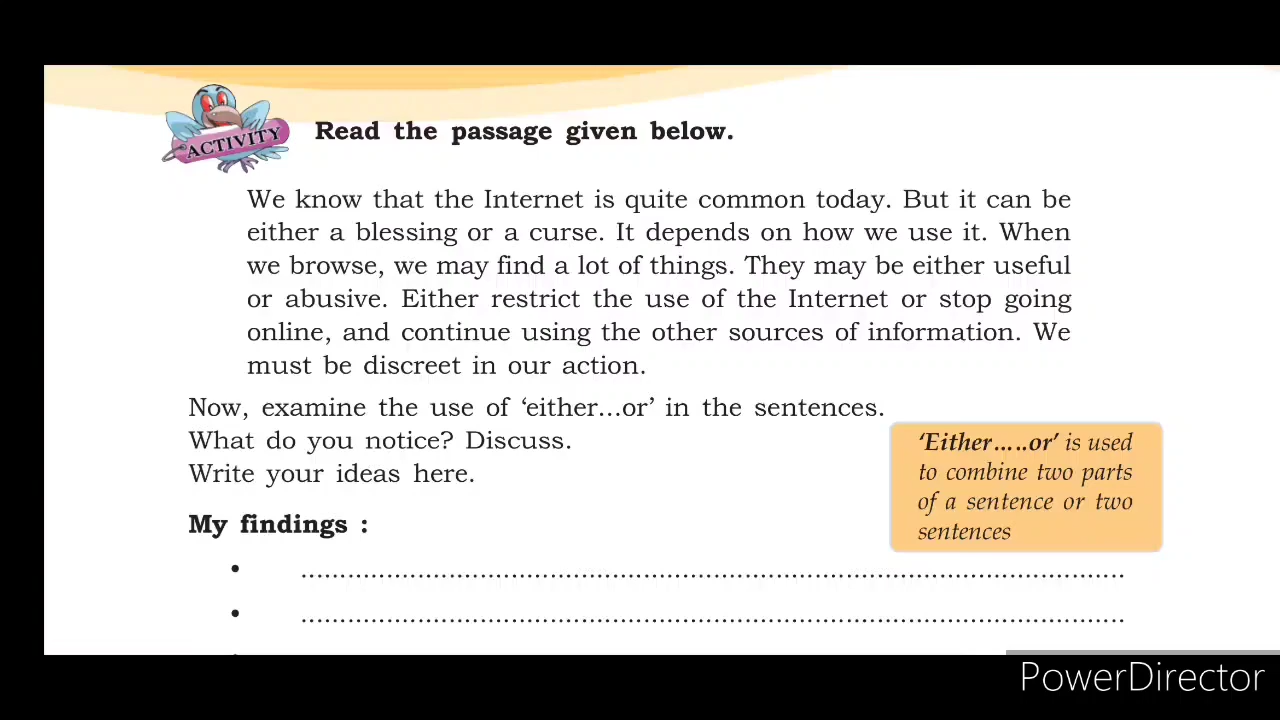 ACTIVITY
Read the passage given below.
We know that the Internet is quite common today. But it can be
either a blessing or a curse. It depends on how we use it. When
we browse, we may find a lot of things. They may be either useful
or abusive. Either restrict the use of the Internet or stop going
online, and continue using the other sources of information. We
must be discreet in our action.
Now, examine the use of ‘either...or’ in the sentences.
What do you notice? Discuss.
Write your ideas here.
‘Either.....or’ is used
to combine two parts
of a sentence or two
sentences
My findings :
PowerDirector